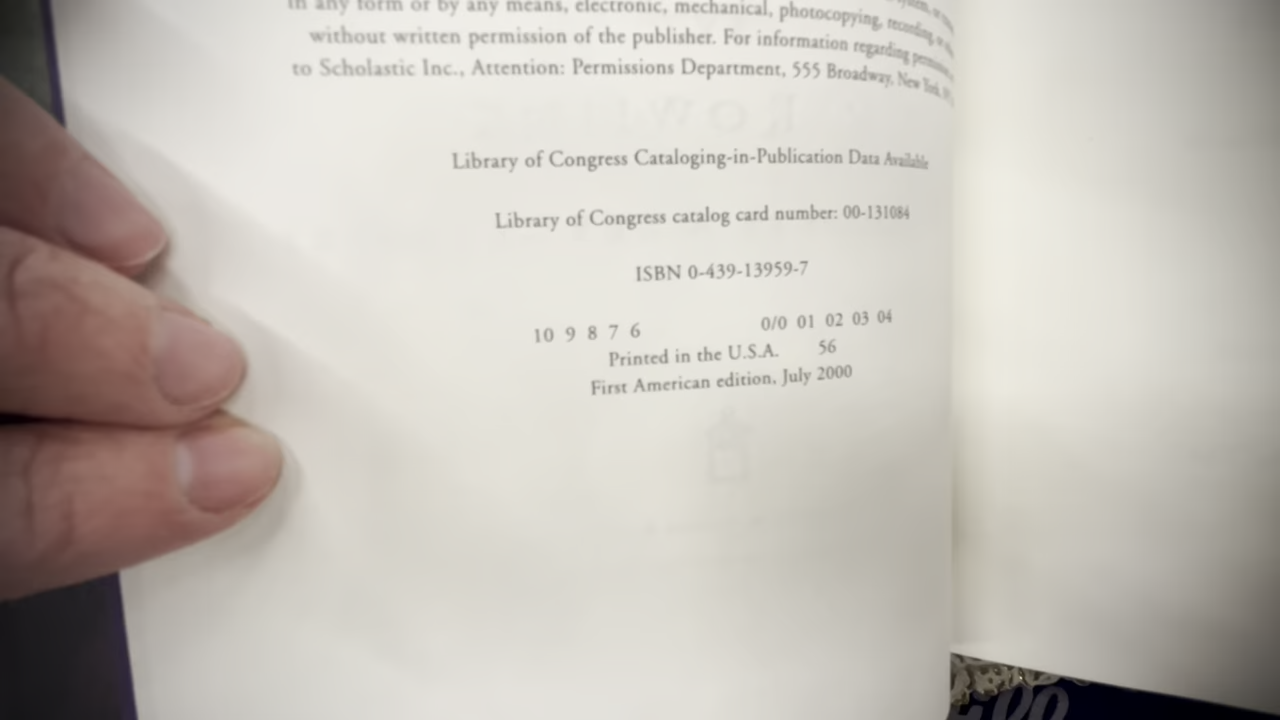 in any form or by any means, electronic, mechanical, photocopying, recording, or
without written permission of the publisher. For information regarding permission,
to Scholastic Inc., Attention: Permissions Department, 555 Broadway, New York,
Library of Congress Cataloging-in-Publication Data Available
Library of Congress catalog card number: 00-131084
ISBN 0-439-13959-7
10 9 8 7 6 0/0 01 02 03 04
Printed in the U.S.A. 56
First American edition, July 2000